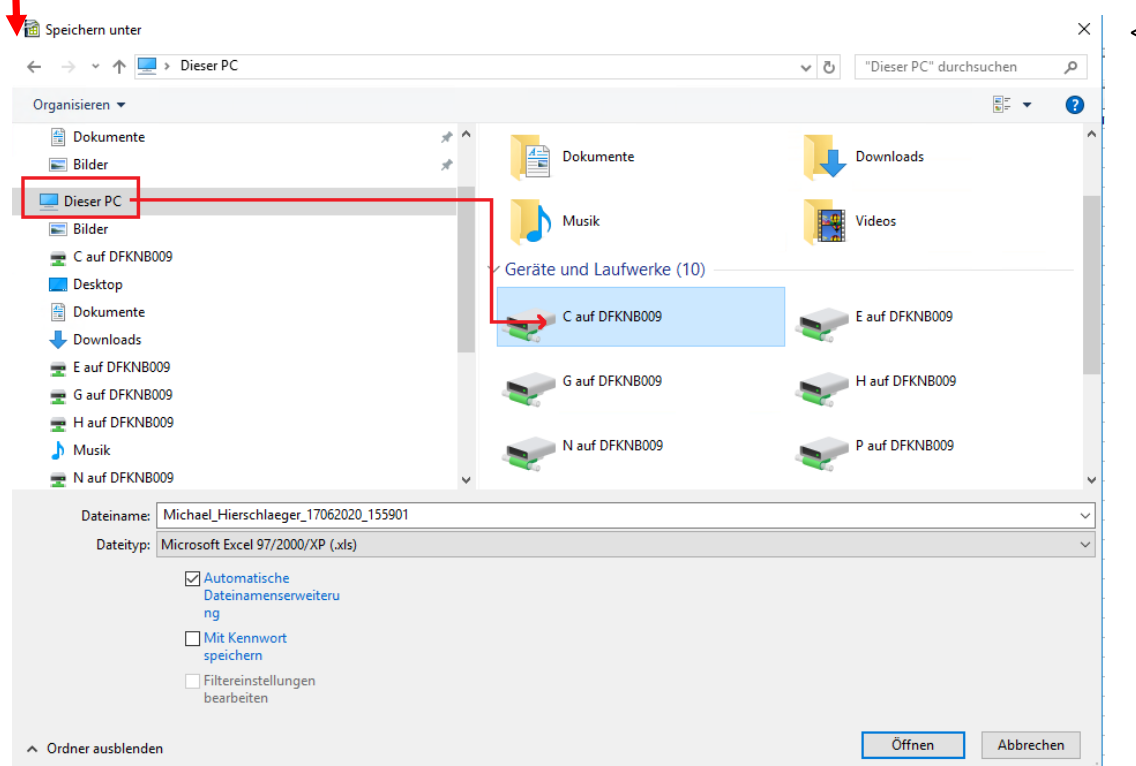 Speichern unter
Dieser PC
"Dieser PC" durchsuchen
Organisieren
Dokumente
Bilder
Dieser PC
Bilder
C auf DFKNB009
Desktop
Dokumente
Downloads
E auf DFKNB009
G auf DFKNB009
H auf DFKNB009
Musik
N auf DFKNB009
Dokumente
Downloads
Musik
Videos
Geräte und Laufwerke (10)
C auf DFKNB009
E auf DFKNB009
G auf DFKNB009
H auf DFKNB009
N auf DFKNB009
P auf DFKNB009
Dateiname: Michael_Hierschlaeger_17062020_155901
Dateityp: Microsoft Excel 97/2000/XP (.xls)
Automatische
Dateinamenserweiteru
ng
Mit Kennwort
speichern
Filtereinstellungen
bearbeiten
Ordner ausblenden
Öffnen
Abbrechen